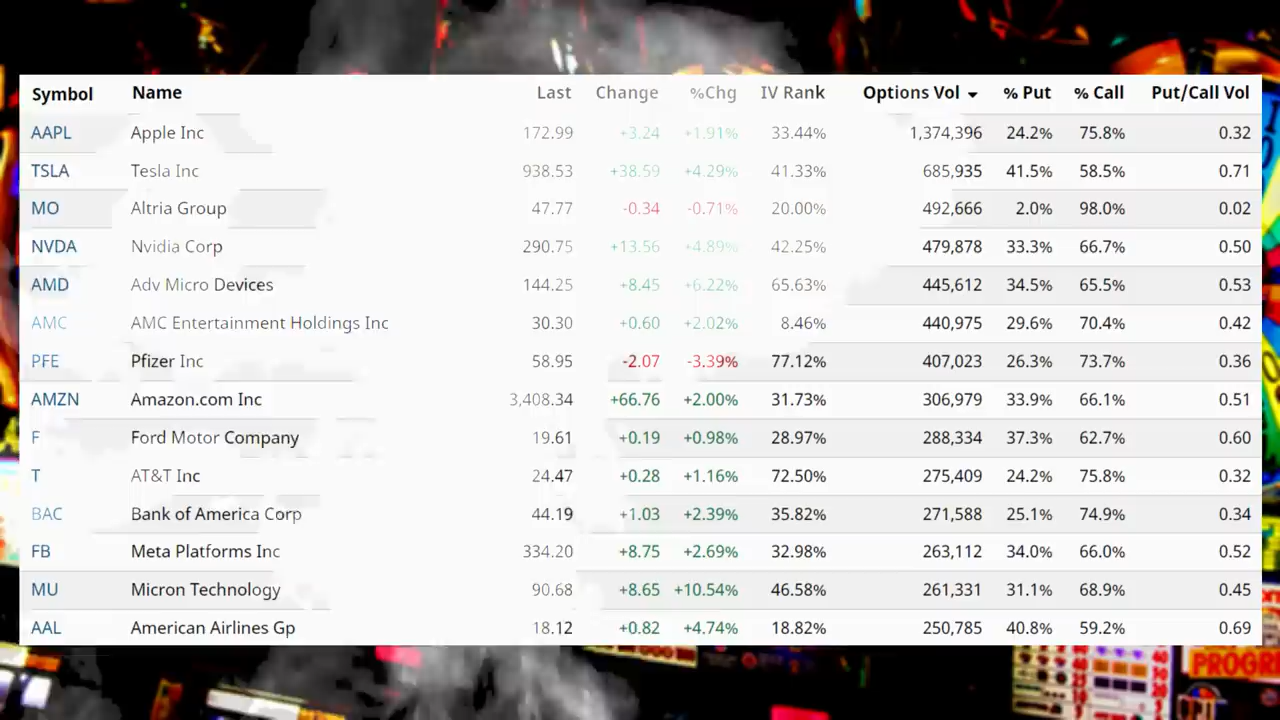 Symbol Name Last Change %Chg IV Rank Options Vol % Put % Call Put/Call Vol
AAPL Apple Inc 172.99 +3.24 +1.91% 33.44% 1,374,396 24.2% 75.8% 0.32
TSLA Tesla Inc 938.53 +38.59 +4.29% 41.33% 685,935 41.5% 58.5% 0.71
MO Altria Group 47.77 -0.34 -0.71% 20.00% 492,666 2.0% 98.0% 0.02
NVDA Nvidia Corp 290.75 +13.56 +4.89% 42.25% 479,878 33.3% 66.7% 0.50
AMD Adv Micro Devices 144.25 +8.45 +6.22% 65.63% 445,612 34.5% 65.5% 0.53
AMC AMC Entertainment Holdings Inc 30.30 +0.60 +2.02% 8.46% 440,975 29.6% 70.4% 0.42
PFE Pfizer Inc 58.95 -2.07 -3.39% 77.12% 407,023 26.3% 73.7% 0.36
AMZN Amazon.com Inc 3,408.34 +66.76 +2.00% 31.73% 306,979 33.9% 66.1% 0.51
F Ford Motor Company 19.61 +0.19 +0.98% 28.97% 288,334 37.3% 62.7% 0.60
T AT&T Inc 24.47 +0.28 +1.16% 72.50% 275,409 24.2% 75.8% 0.32
BAC Bank of America Corp 44.19 +1.03 +2.39% 35.82% 271,588 25.1% 74.9% 0.34
FB Meta Platforms Inc 334.20 +8.75 +2.69% 32.98% 263,112 34.0% 66.0% 0.52
MU Micron Technology 90.68 +8.65 +10.54% 46.58% 261,331 31.1% 68.9% 0.45
AAL American Airlines Gp 18.12 +0.82 +4.74% 18.82% 250,785 40.8% 59.2% 0.69